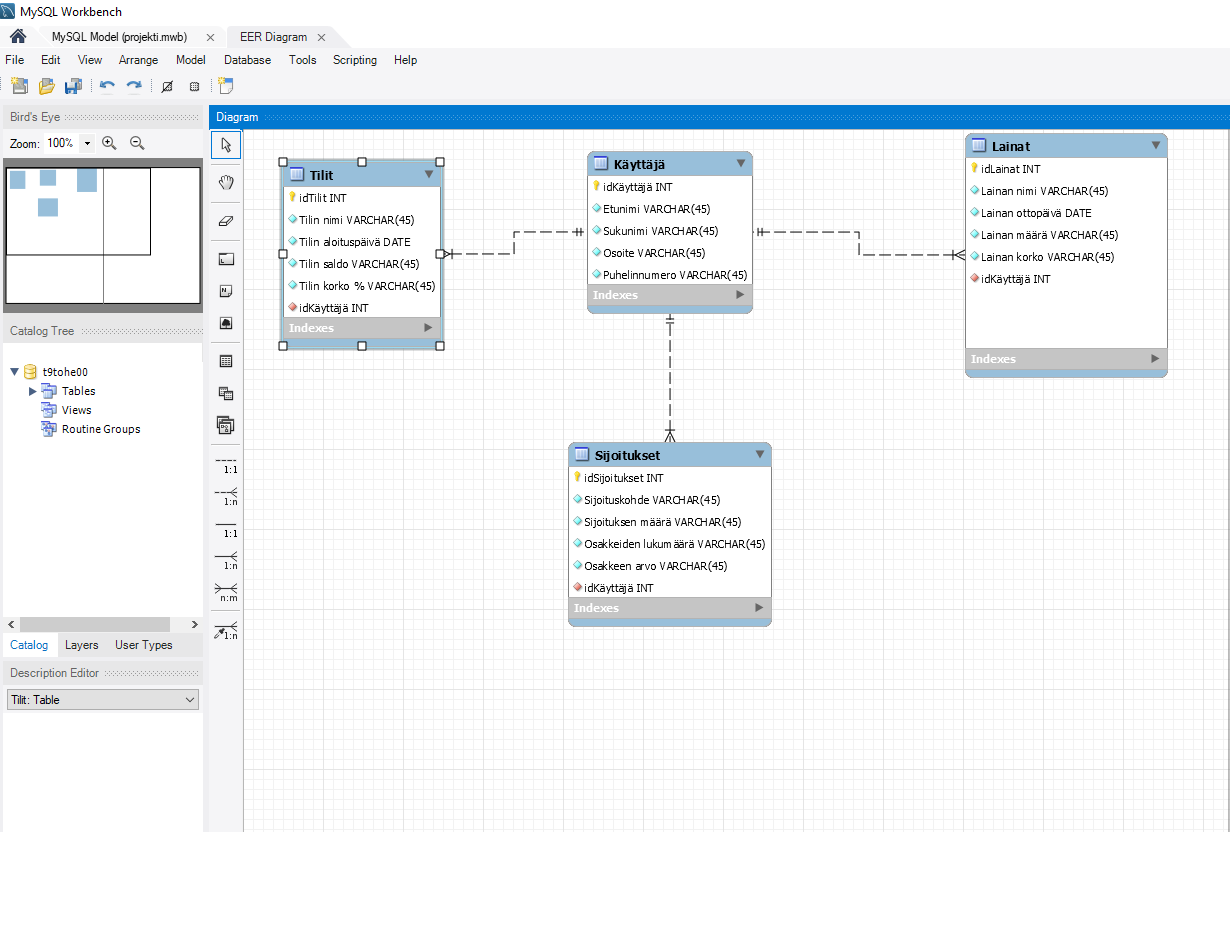 MySQL Workbench
MySQL Model (projekti.mwb)
EER Diagram
File Edit View Arrange Model Database Tools Scripting Help
Bird's Eye
Zoom: 100%
Catalog Tree
t9tohe00
Tables
Views
Routine Groups
Catalog Layers User Types
Description Editor
Tilit: Table
Diagram
1:1
1:n
1:1
1:n
n:m
1:n
Tilit
idTilit INT
Tilin nimi VARCHAR(45)
Tilin aloituspäivä DATE
Tilin saldo VARCHAR(45)
Tilin korko % VARCHAR(45)
idKäyttäjä INT
Indexes
Käyttäjä
idKäyttäjä INT
Etunimi VARCHAR(45)
Sukunimi VARCHAR(45)
Osoite VARCHAR(45)
Puhelinnumero VARCHAR(45)
Indexes
Lainat
idLainat INT
Lainan nimi VARCHAR(45)
Lainan ottopäivä DATE
Lainan määrä VARCHAR(45)
Lainan korko VARCHAR(45)
idKäyttäjä INT
Indexes
Sijoitukset
idSijoitukset INT
Sijoituskohde VARCHAR(45)
Sijoituksen määrä VARCHAR(45)
Osakkeiden lukumäärä VARCHAR(45)
Osakkeen arvo VARCHAR(45)
idKäyttäjä INT
Indexes